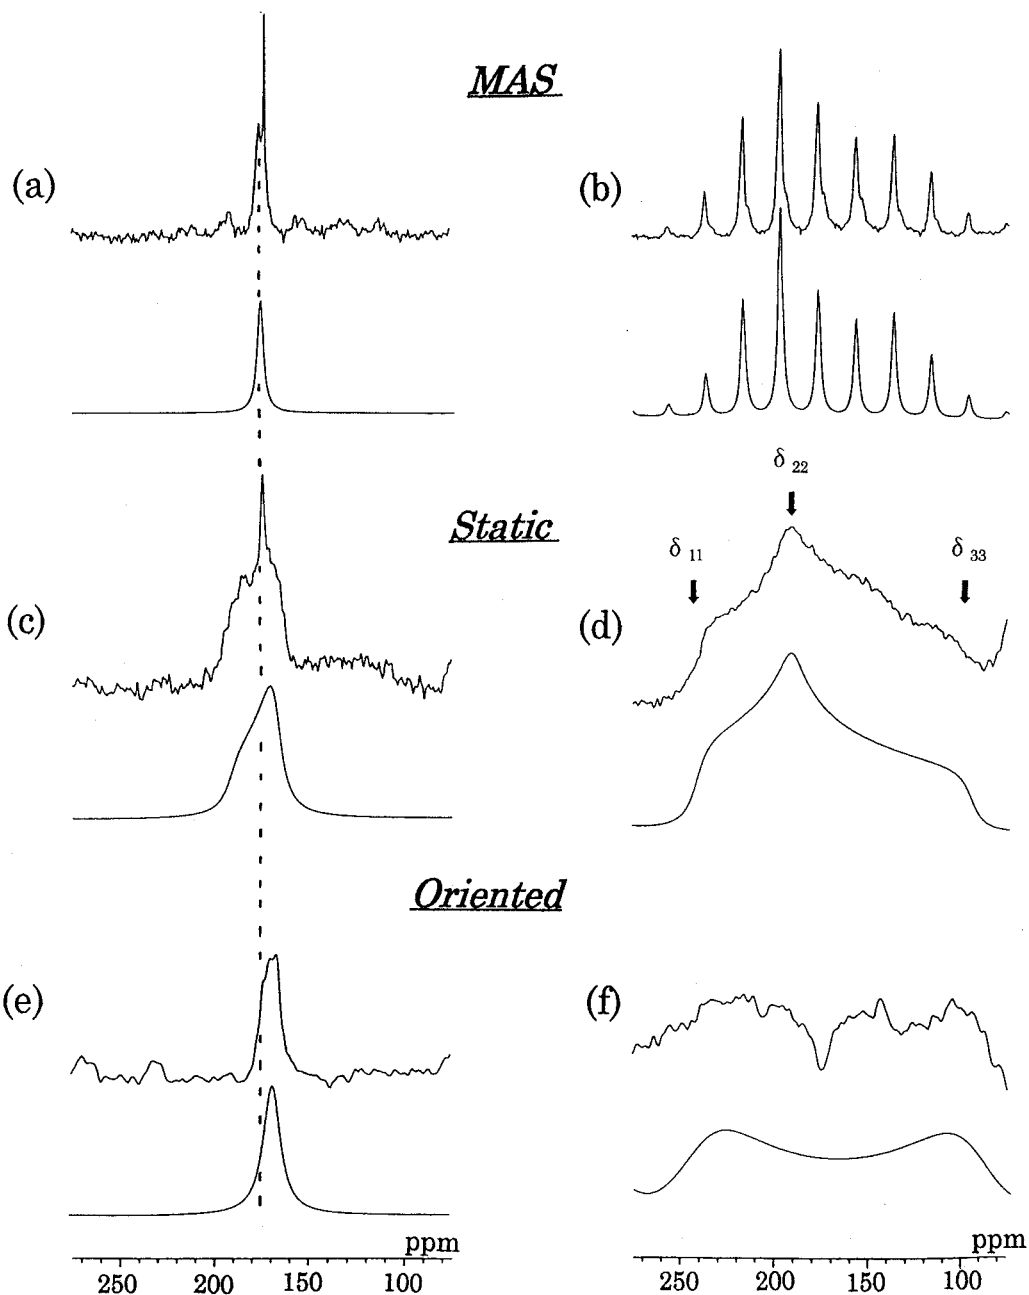 MAS
(a)
(b)
δ 22
Static
δ 11
δ 33
(c)
(d)
Oriented
(e)
(f)
ppm
ppm
250 200 150 100
250 200 150 100